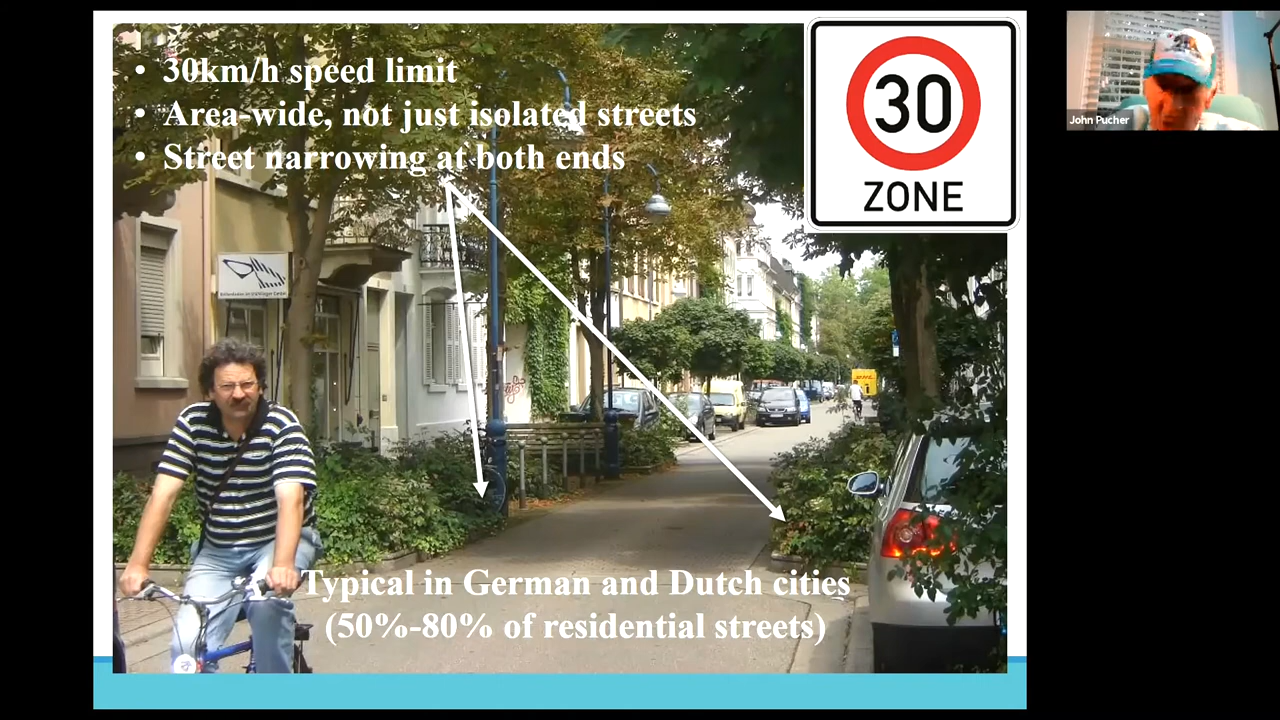 • 30km/h speed limit
• Area-wide, not just isolated streets
• Street narrowing at both ends
30
ZONE
John Pucher
Typical in German and Dutch cities
(50%-80% of residential streets)